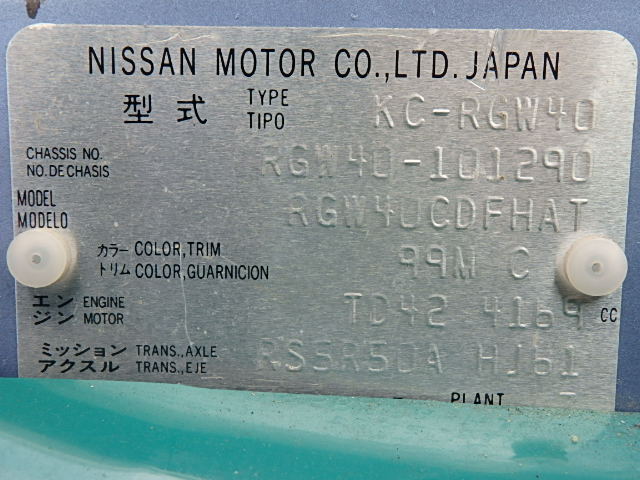 NISSAN MOTOR CO.,LTD. JAPAN
型式 TYPE TIPO KC-RGW40
CHASSIS NO. NO. DE CHASIS RGW40-101290
MODEL MODELO RGW40CDFHAT
カラー COLOR,TRIM トリム COLOR,GUARNICION 99M C
エンジン ENGINE MOTOR TD42 4169 CC
ミッション アクスル TRANS.,AXLE TRANS.,EJE RS5R50A HJ61
PLANT